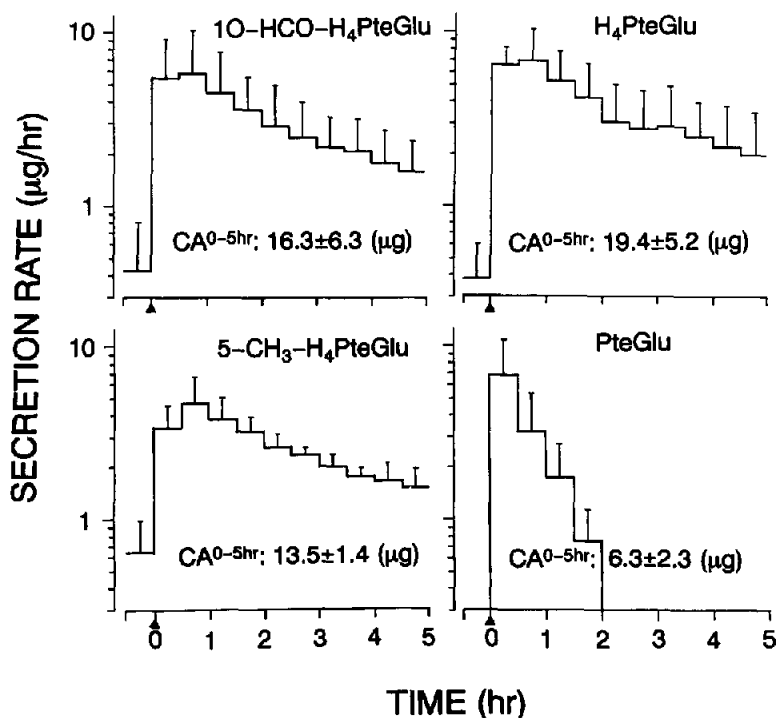 SECRETION RATE (μg/hr)
10-HCO-H₄PteGlu
10
1
CA⁰⁻⁵ʰʳ: 16.3±6.3 (μg)
H₄PteGlu
CA⁰⁻⁵ʰʳ: 19.4±5.2 (μg)
5-CH₃-H₄PteGlu
10
1
CA⁰⁻⁵ʰʳ: 13.5±1.4 (μg)
0 1 2 3 4 5
PteGlu
CA⁰⁻⁵ʰʳ: 6.3±2.3 (μg)
0 1 2 3 4 5
TIME (hr)